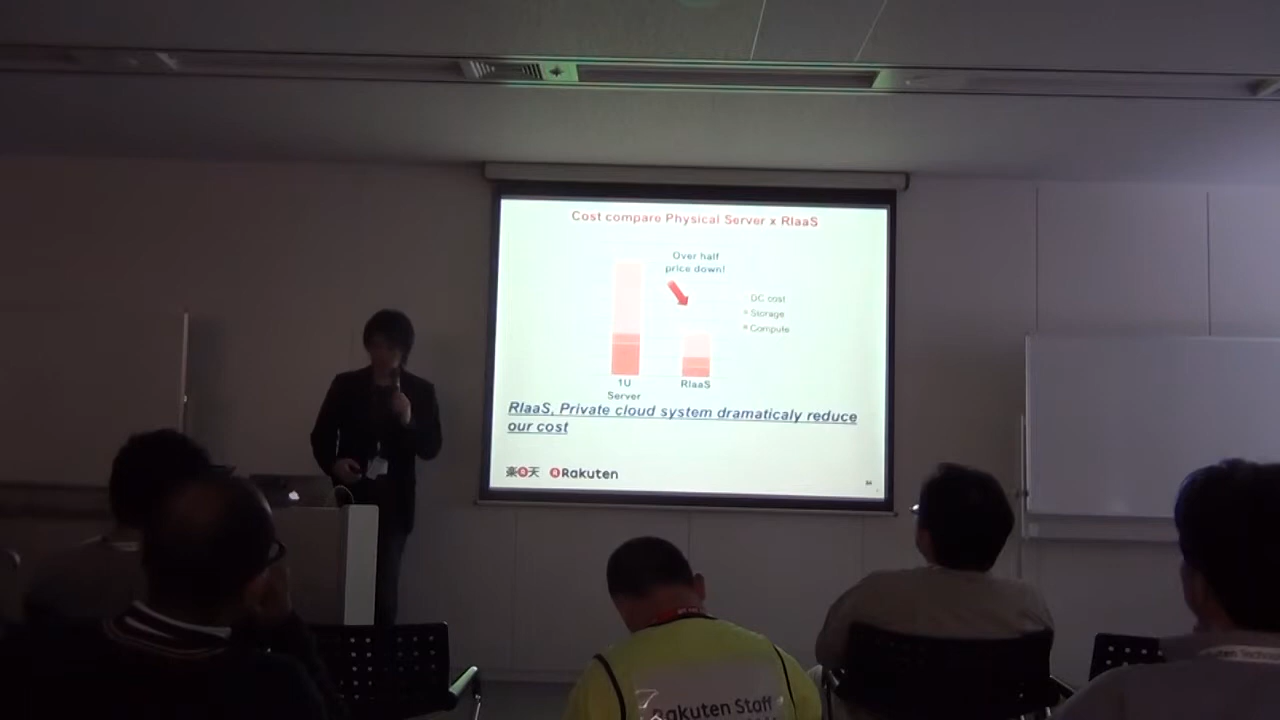 Cost compare Physical Server x RIaaS
Over half
price down!
DC cost
Storage
Compute
1U
Server
RIaaS
RIaaS, Private cloud system dramaticaly reduce
our cost
楽天 Rakuten
Rakuten Staff